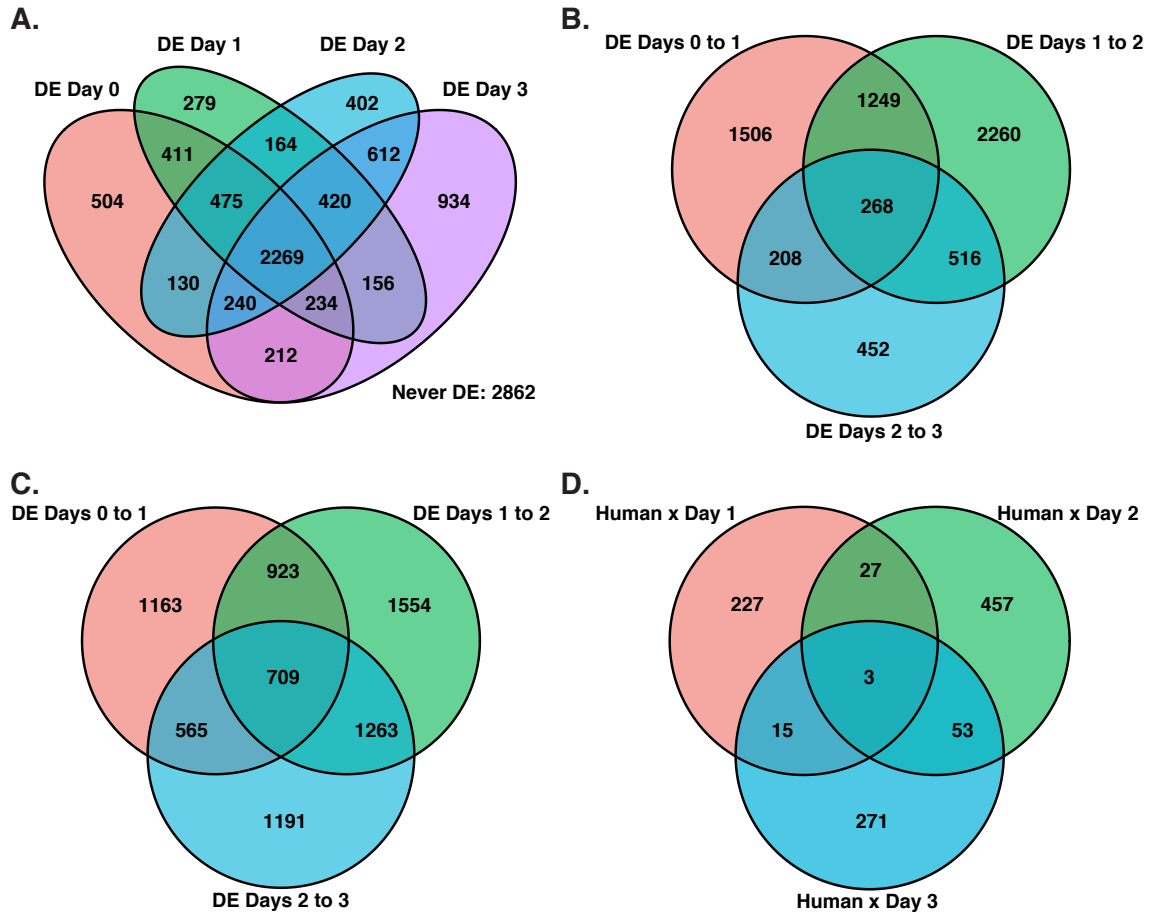 A.
DE Day 0
DE Day 1
DE Day 2
DE Day 3
279
402
411
164
612
504
475
420
934
2269
130
240
234
156
212
Never DE: 2862
B.
DE Days 0 to 1
DE Days 1 to 2
1249
1506
2260
268
208
516
452
DE Days 2 to 3
C.
DE Days 0 to 1
DE Days 1 to 2
923
1163
1554
709
565
1263
1191
DE Days 2 to 3
D.
Human x Day 1
Human x Day 2
27
227
457
3
15
53
271
Human x Day 3